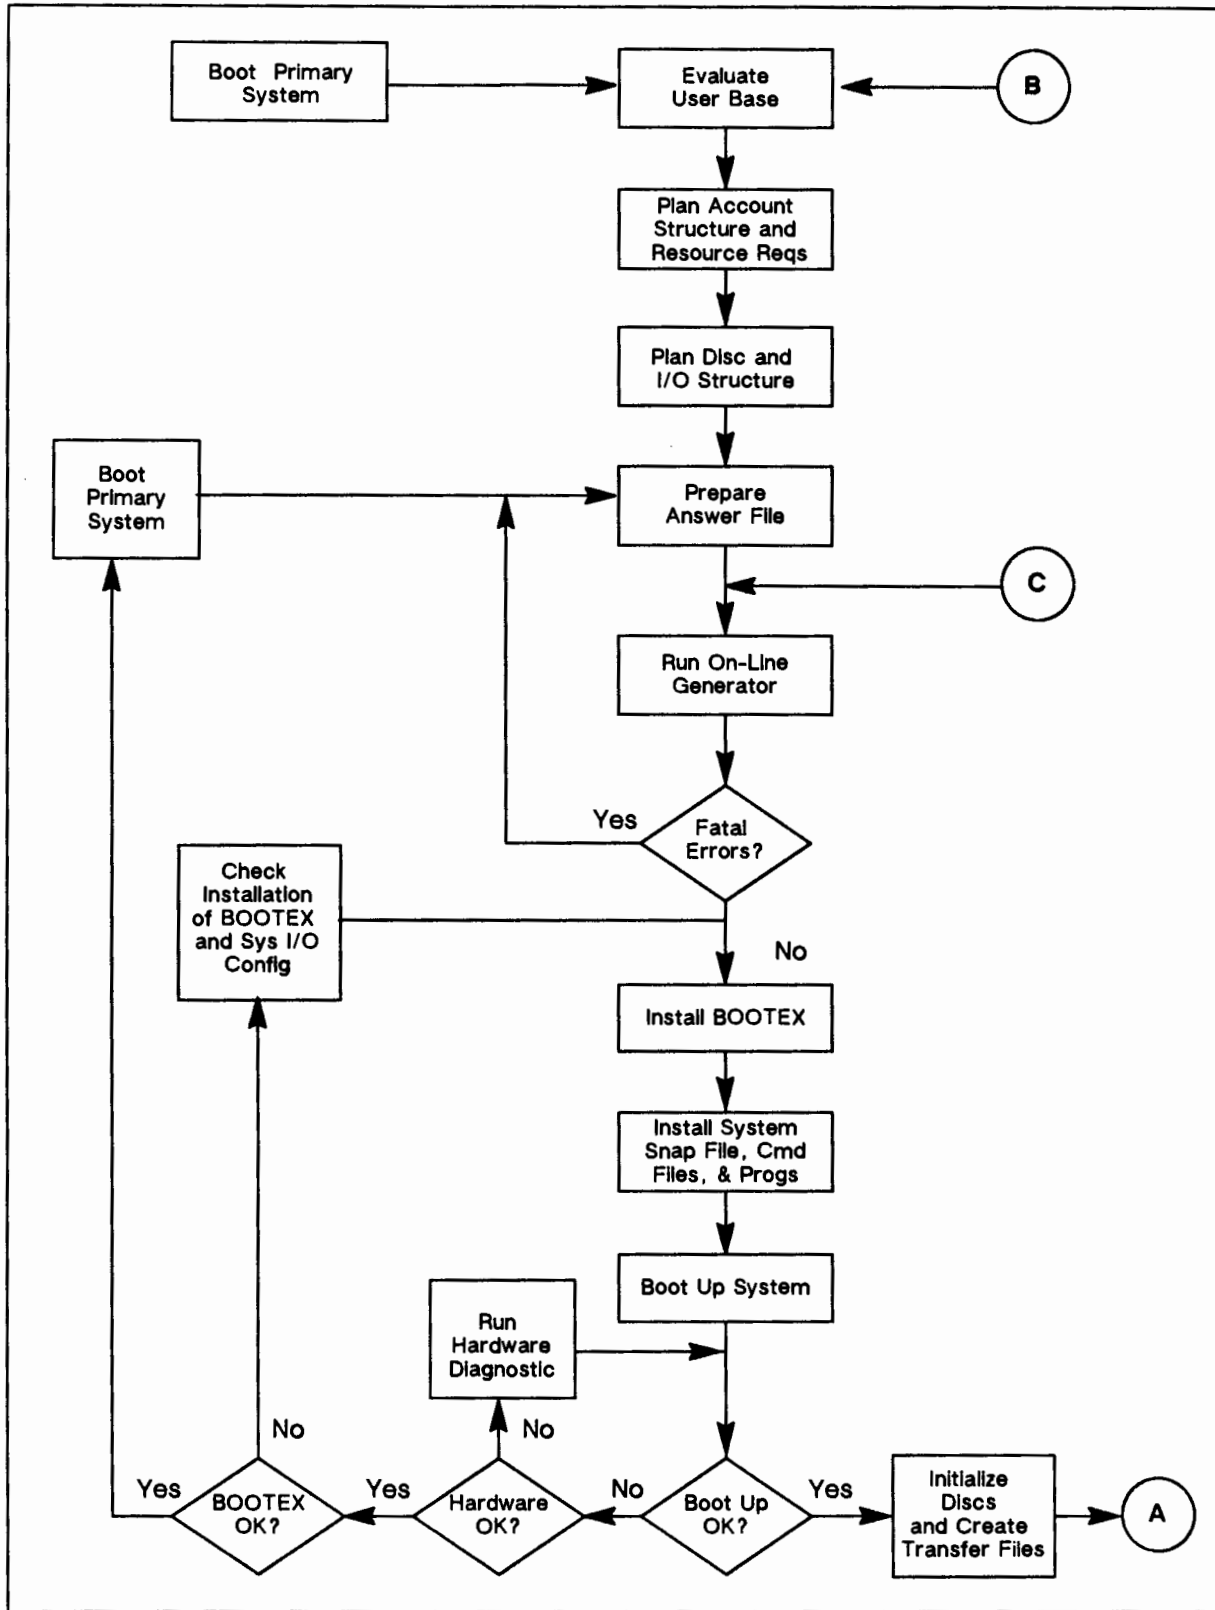 Boot Primary
System
Evaluate
User Base
B
Plan Account
Structure and
Resource Reqs
Plan Disc and
I/O Structure
Boot
Primary
System
Prepare
Answer File
C
Run On-Line
Generator
Yes
Fatal
Errors?
Check
Installation
of BOOTEX
and Sys I/O
Config
No
Install BOOTEX
Install System
Snap File, Cmd
Files, & Progs
Boot Up System
Run
Hardware
Diagnostic
No
No
Yes
BOOTEX
OK?
Yes
Hardware
OK?
No
Boot Up
OK?
Yes
Initialize
Discs
and Create
Transfer Files
A